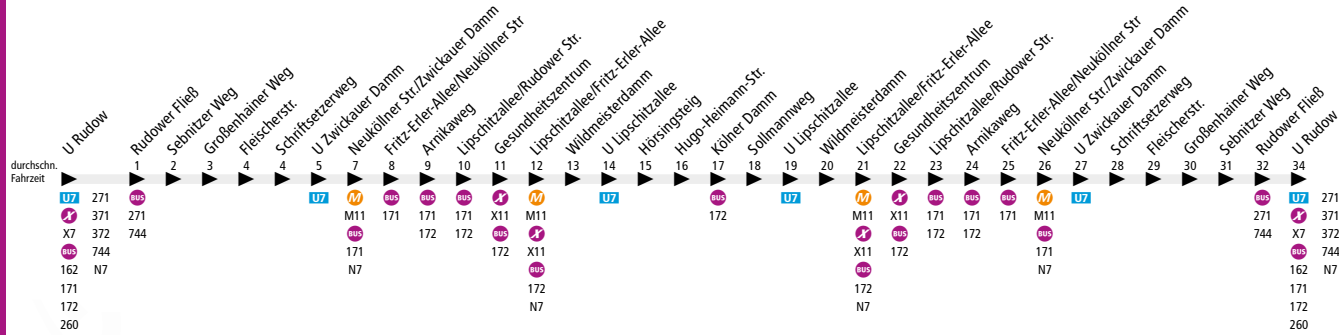 U Rudow
Rudower Fließ
Sebnitzer Weg
Großenhainer Weg
Fleischerstr.
Schriftsetzerweg
U Zwickauer Damm
Neuköllner Str./Zwickauer Damm
Fritz-Erler-Allee/Neuköllner Str
Arnikaweg
Lipschitzallee/Rudower Str.
Gesundheitszentrum
Lipschitzallee/Fritz-Erler-Allee
Wildmeisterdamm
U Lipschitzallee
Hörsingsteig
Hugo-Heimann-Str.
Kölner Damm
Sollmannweg
U Lipschitzallee
Wildmeisterdamm
Lipschitzallee/Fritz-Erler-Allee
Gesundheitszentrum
Lipschitzallee/Rudower Str.
Arnikaweg
Fritz-Erler-Allee/Neuköllner Str
Neuköllner Str./Zwickauer Damm
U Zwickauer Damm
Schriftsetzerweg
Fleischerstr.
Großenhainer Weg
Sebnitzer Weg
Rudower Fließ
U Rudow
durchschn. 1 2 3 4 4 5 7 8 9 10 11 12 13 14 15 16 17 18 19 20 21 22 23 24 25 26 27 28 29 30 31 32 34
Fahrzeit
U7 271 BUS U7 M BUS BUS BUS X M U7 BUS U7 M X BUS BUS BUS M U7 BUS U7 271
X 371 271 M11 171 171 171 X11 M11 172 M11 X11 171 171 171 M11 271 X 371
X7 372 744 BUS 172 172 BUS X X BUS 172 172 BUS 744 X7 372
BUS 744 171 172 X11 X11 172 171 BUS 744
162 N7 N7 BUS BUS N7 162 N7
171 172 172 171
172 N7 N7 172
260 260